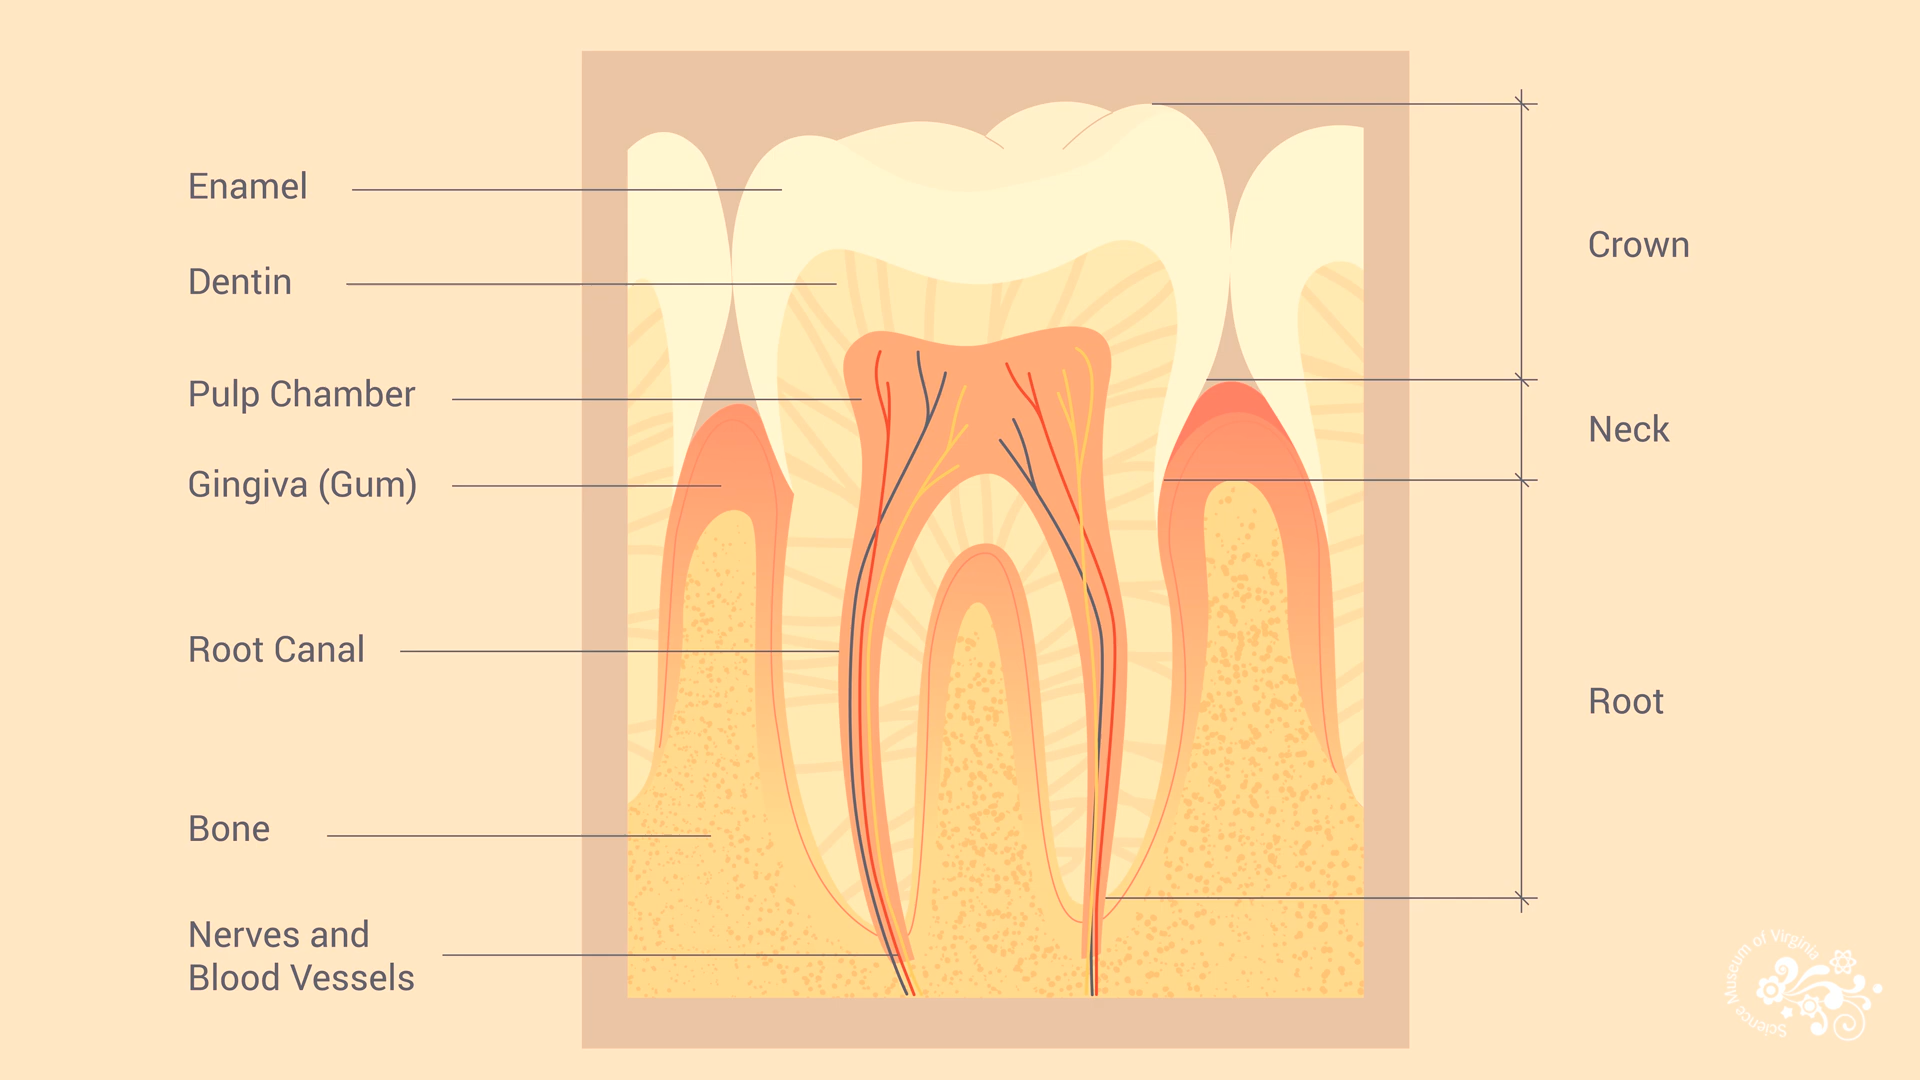 Enamel
Dentin
Pulp Chamber
Gingiva (Gum)
Root Canal
Bone
Nerves and
Blood Vessels
Crown
Neck
Root
Science Museum of Virginia